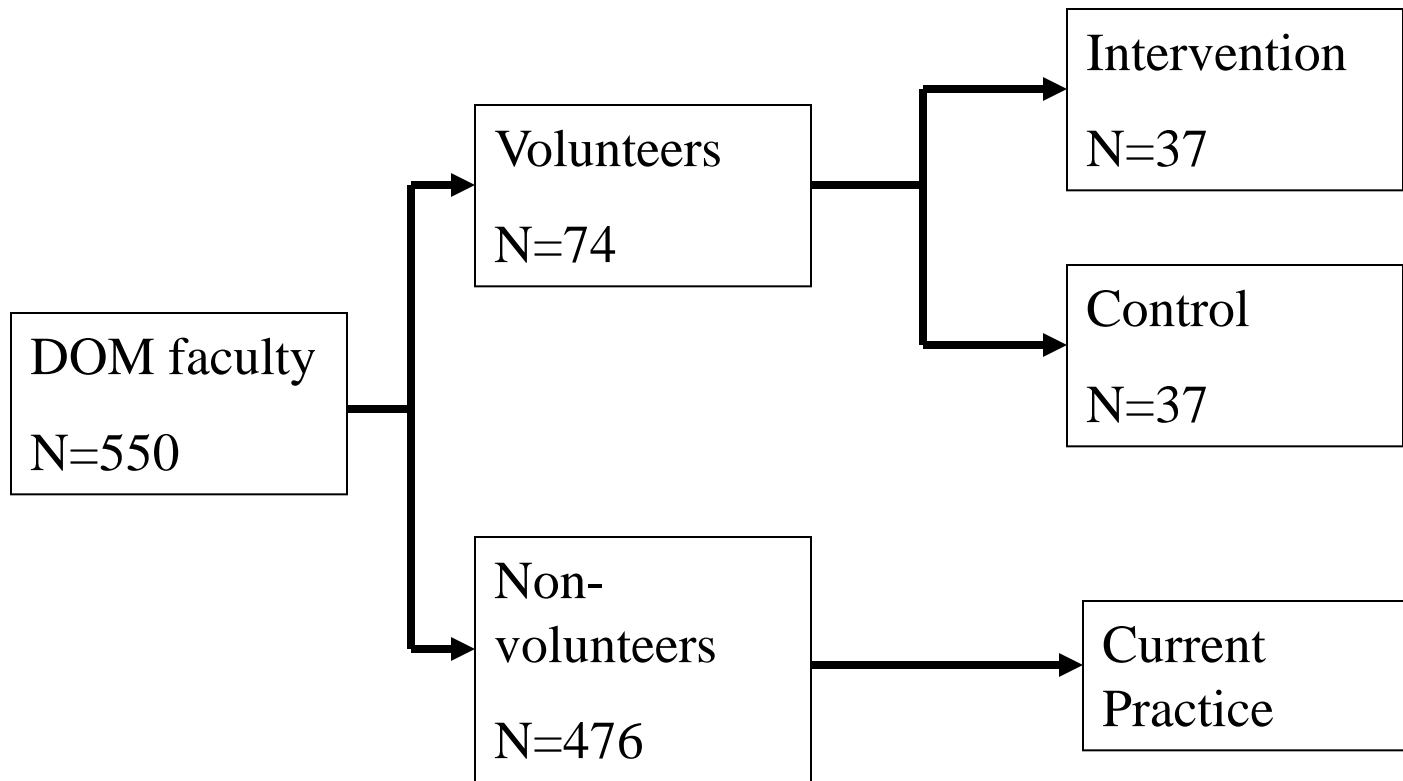 DOM faculty
N=550
Volunteers
N=74
Non-
volunteers
N=476
Intervention
N=37
Control
N=37
Current
Practice